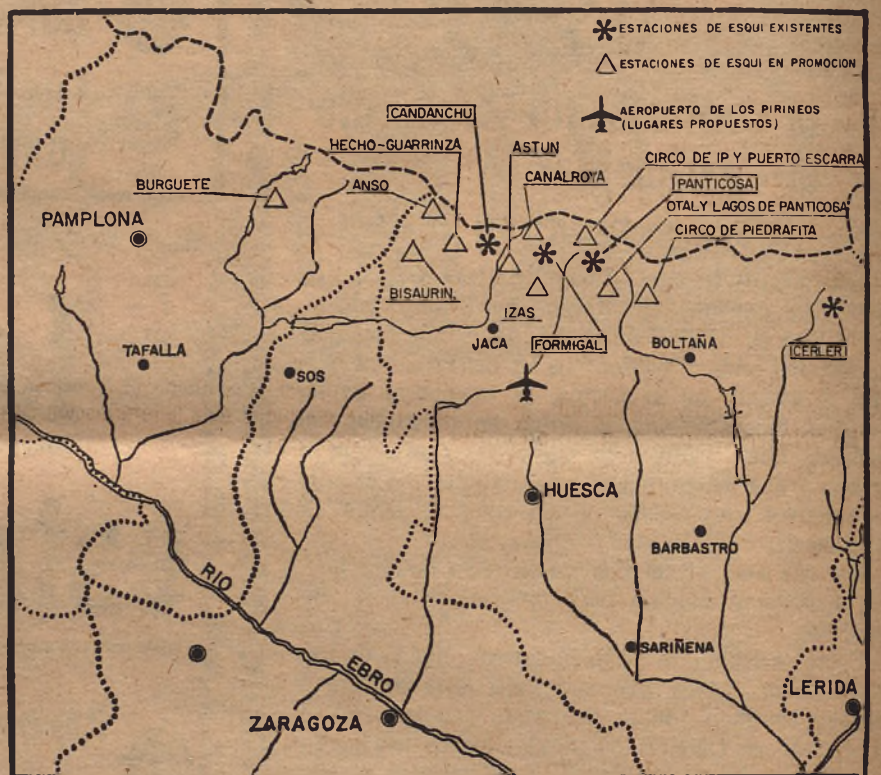 ESTACIONES DE ESQUI EXISTENTES
ESTACIONES DE ESQUI EN PROMOCION
AEROPUERTO DE LOS PIRINEOS
(LUGARES PROPUESTOS)
CANDANCHU
HECHO-GUARRINZA
ASTUN
CIRCO DE IP Y PUERTO ESCARRA
BURGUETE
ANSO
CANALROYA
PANTICOSA
OTAL Y LAGOS DE PANTICOSA
PAMPLONA
CIRCO DE PIEDRAFITA
BISAURIN.
IZAS
JACA
FORMIGAL
BOLTAÑA
CERLER
TAFALLA
SOS
HUESCA
BARBASTRO
RIO
EBRO
SARIÑENA
LERIDA
ZARAGOZA